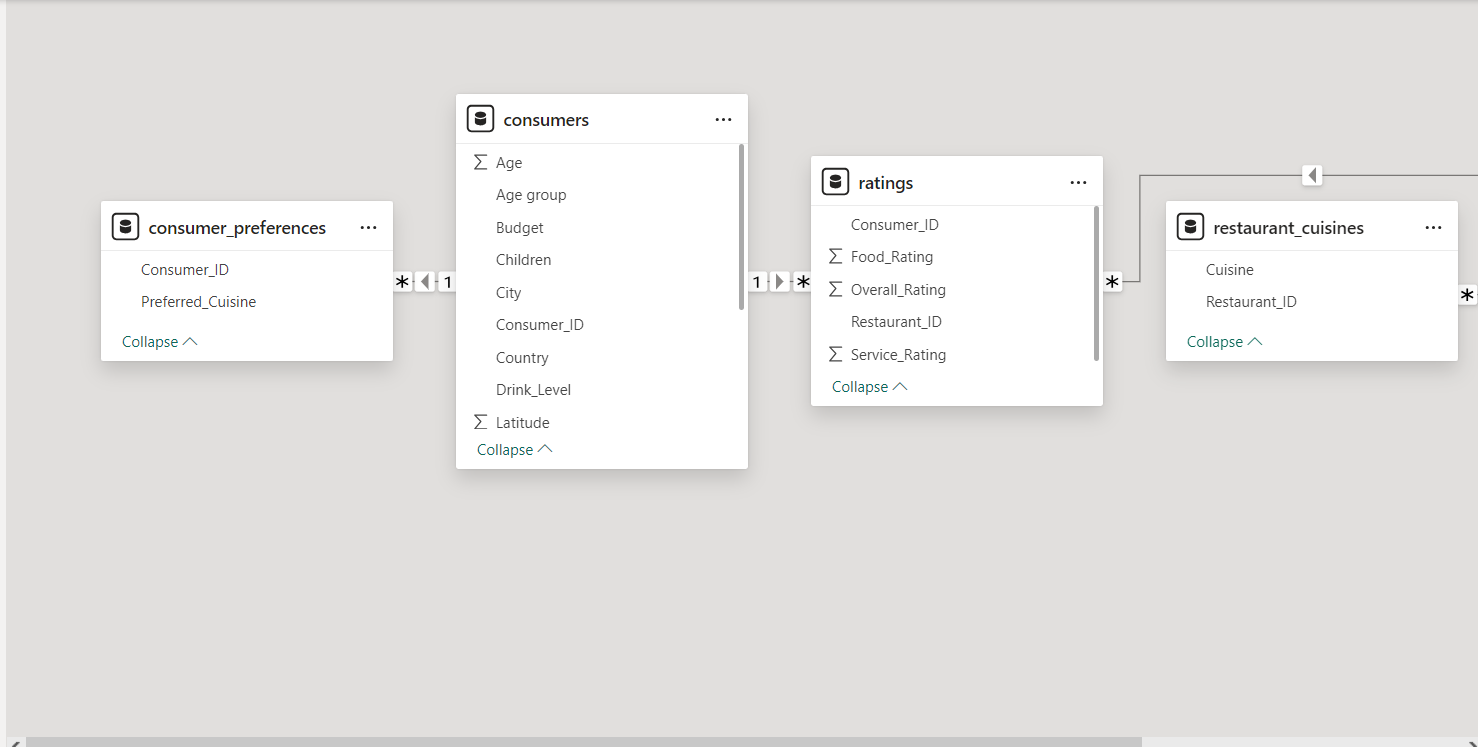 consumer_preferences
Consumer_ID
Preferred_Cuisine
Collapse
* 1
consumers
Σ Age
Age group
Budget
Children
City
Consumer_ID
Country
Drink_Level
Σ Latitude
Collapse
1 *
ratings
Consumer_ID
Σ Food_Rating
Σ Overall_Rating
Restaurant_ID
Σ Service_Rating
Collapse
*
restaurant_cuisines
Cuisine
Restaurant_ID
Collapse
*